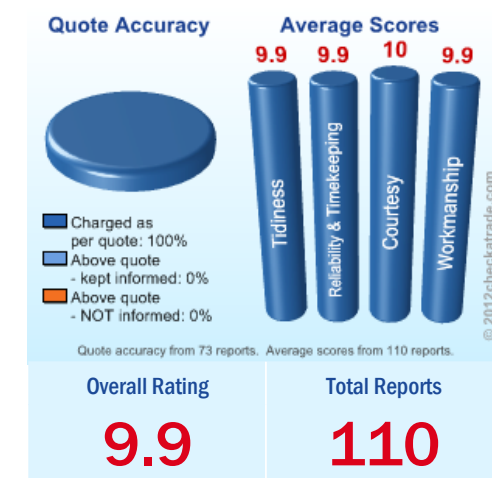 Quote Accuracy
Average Scores
9.9 9.9 10 9.9
Tidiness
Reliability & Timekeeping
Courtesy
Workmanship
Charged as
per quote: 100%
Above quote
- kept informed: 0%
Above quote
- NOT informed: 0%
© 2012checkatrade.com
Quote accuracy from 73 reports. Average scores from 110 reports.
Overall Rating
Total Reports
9.9
110